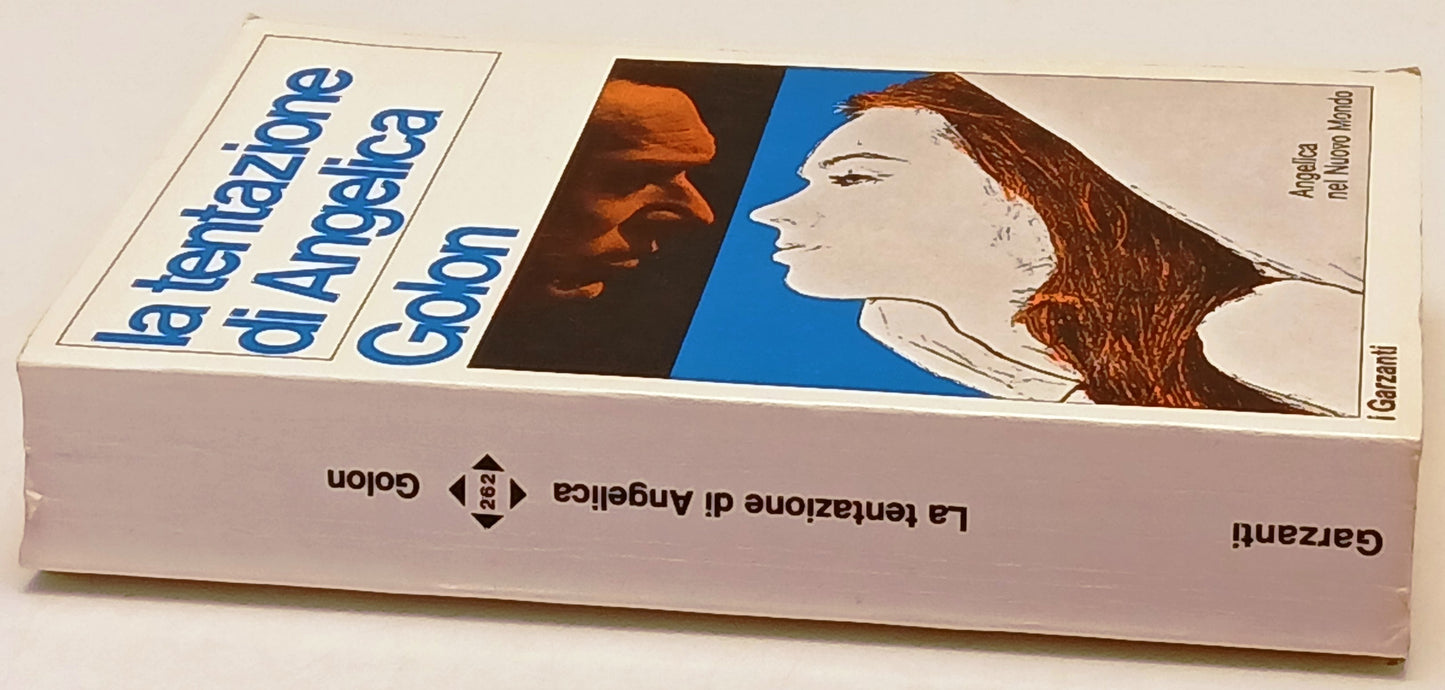 la tentazione
di Angelica
Golon
Angelica
nel Nuovo Mondo
i Garzanti
Golon
262
La tentazione di Angelica
Garzanti